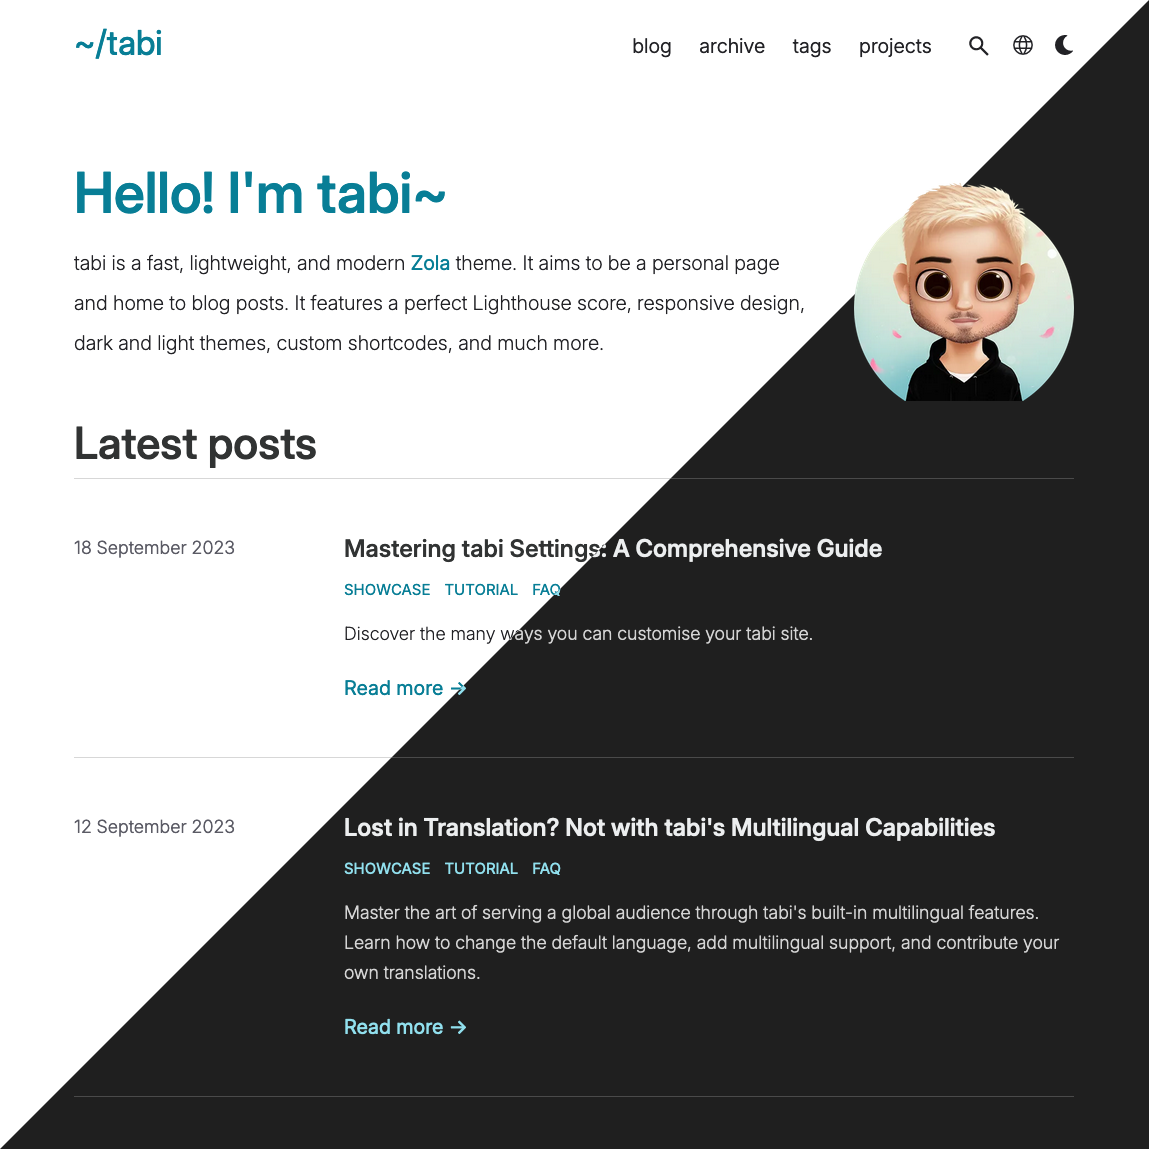 ~/tabi
blog archive tags projects
Hello! I'm tabi~
tabi is a fast, lightweight, and modern Zola theme. It aims to be a personal page
and home to blog posts. It features a perfect Lighthouse score, responsive design,
dark and light themes, custom shortcodes, and much more.
Latest posts
18 September 2023
Mastering tabi Settings: A Comprehensive Guide
SHOWCASE TUTORIAL FAQ
Discover the many ways you can customise your tabi site.
Read more →
12 September 2023
Lost in Translation? Not with tabi's Multilingual Capabilities
SHOWCASE TUTORIAL FAQ
Master the art of serving a global audience through tabi's built-in multilingual features.
Learn how to change the default language, add multilingual support, and contribute your
own translations.
Read more →